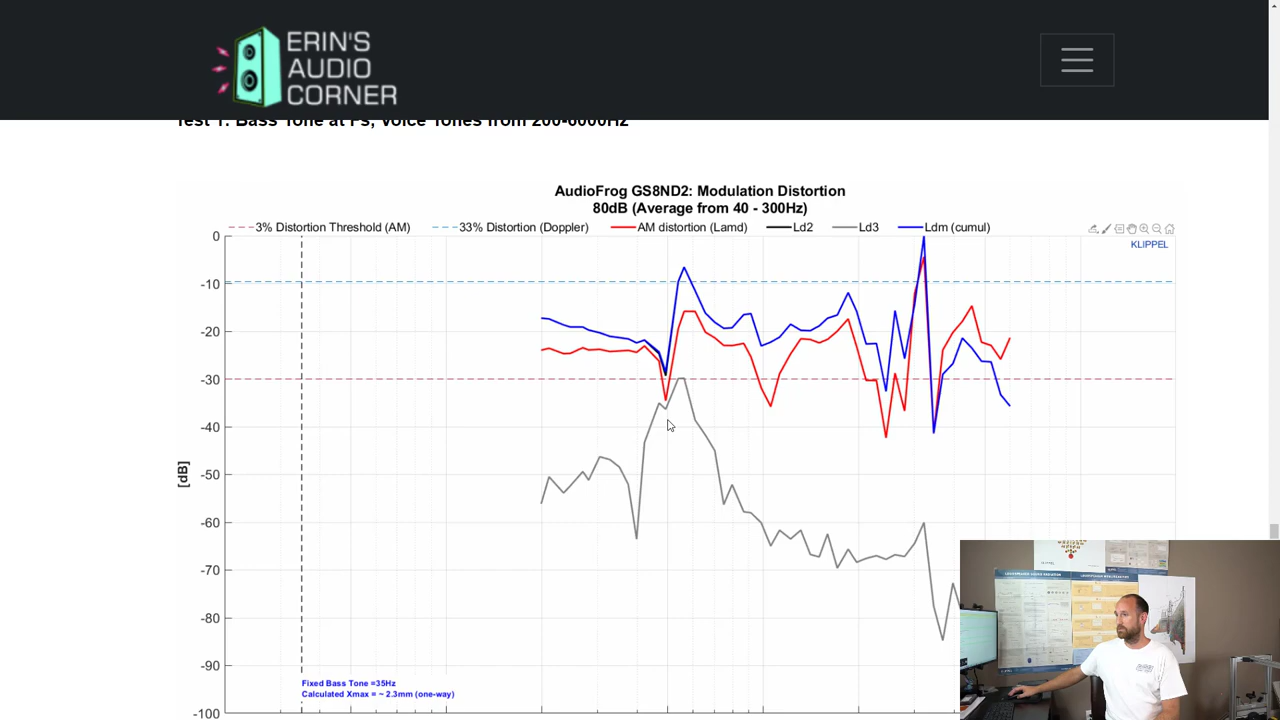 ERIN'S
AUDIO
CORNER
Test 1: Bass Tone at Fs, Voice Tones from 200-6000Hz
AudioFrog GS8ND2: Modulation Distortion
80dB (Average from 40 - 300Hz)
3% Distortion Threshold (AM) 33% Distortion (Doppler) AM distortion (Lamd) Ld2 Ld3 Ldm (cumul)
KLIPPEL
0
-10
-20
-30
-40
-50
-60
-70
-80
-90
-100
[dB]
Fixed Bass Tone =35Hz
Calculated Xmax = ~ 2.3mm (one-way)